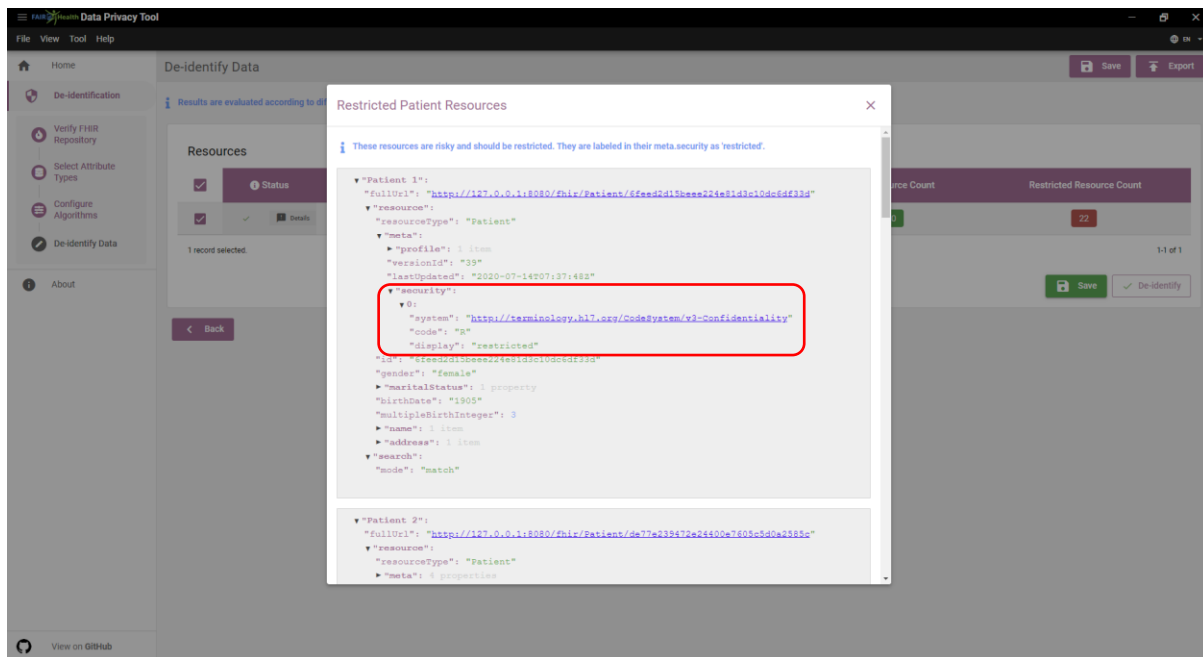 FAIR4Health Data Privacy Tool
File View Tool Help
EN
Home
De-identify Data
Save
Export
De-identification
Results are evaluated according to dif
Verify FHIR
Repository
Select Attribute
Types
Configure
Algorithms
De-identify Data
About
Resources
Status
urce Count
Restricted Resource Count
Details
0
22
1 record selected.
1-1 of 1
Save
De-identify
Back
Restricted Patient Resources
These resources are risky and should be restricted. They are labeled in their meta.security as 'restricted'.
"Patient 1":
"fullUrl": "http://127.0.0.1:8080/fhir/Patient/6feed2d15beee224e81d3c10dc6df33d"
"resource":
"resourceType": "Patient"
"meta":
"profile": 1 item
"versionId": "39"
"lastUpdated": "2020-07-14T07:37:48Z"
"security":
0:
"system": "http://terminology.hl7.org/CodeSystem/v3-Confidentiality"
"code": "R"
"display": "restricted"
"id": "6feed2d15beee224e81d3c10dc6df33d"
"gender": "female"
"maritalStatus": 1 property
"birthDate": "1905"
"multipleBirthInteger": 3
"name": 1 item
"address": 1 item
"search":
"mode": "match"
"Patient 2":
"fullUrl": "http://127.0.0.1:8080/fhir/Patient/de77e239472e24400e7605c5d0a2585c"
"resource":
"resourceType": "Patient"
"meta": 4 properties
View on GitHub